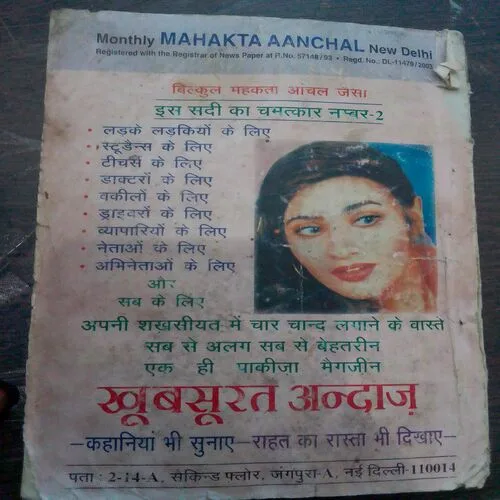 Monthly MAHAKTA AANCHAL New Delhi
Registered with the Registrar of News Paper at R.No. 57148/93 • Regd. No.: DL-11479/2003
बिल्कुल महकता आंचल जैसा
इस सदी का चमत्कार नम्बर-2
• लड़के लड़कियों के लिए
• स्टूडैन्स के लिए
• टीचर्स के लिए
• डाक्टरों के लिए
• वकीलों के लिए
• ड्राइवरों के लिए
• व्यापारियों के लिए
• नेताओं के लिए
• अभिनेताओं के लिए
और
सब के लिए
अपनी शख़सीयत में चार चान्द लगाने के वास्ते
सब से अलग सब से बेहतरीन
एक ही पाकीज़ा मैगज़ीन
खूबसूरत अन्दाज़
—कहानियां भी सुनाए—राहत का रास्ता भी दिखाए—
पता : 2-14-A, सैकिन्ड फ्लोर, जंगपुरा-A, नई दिल्ली-110014